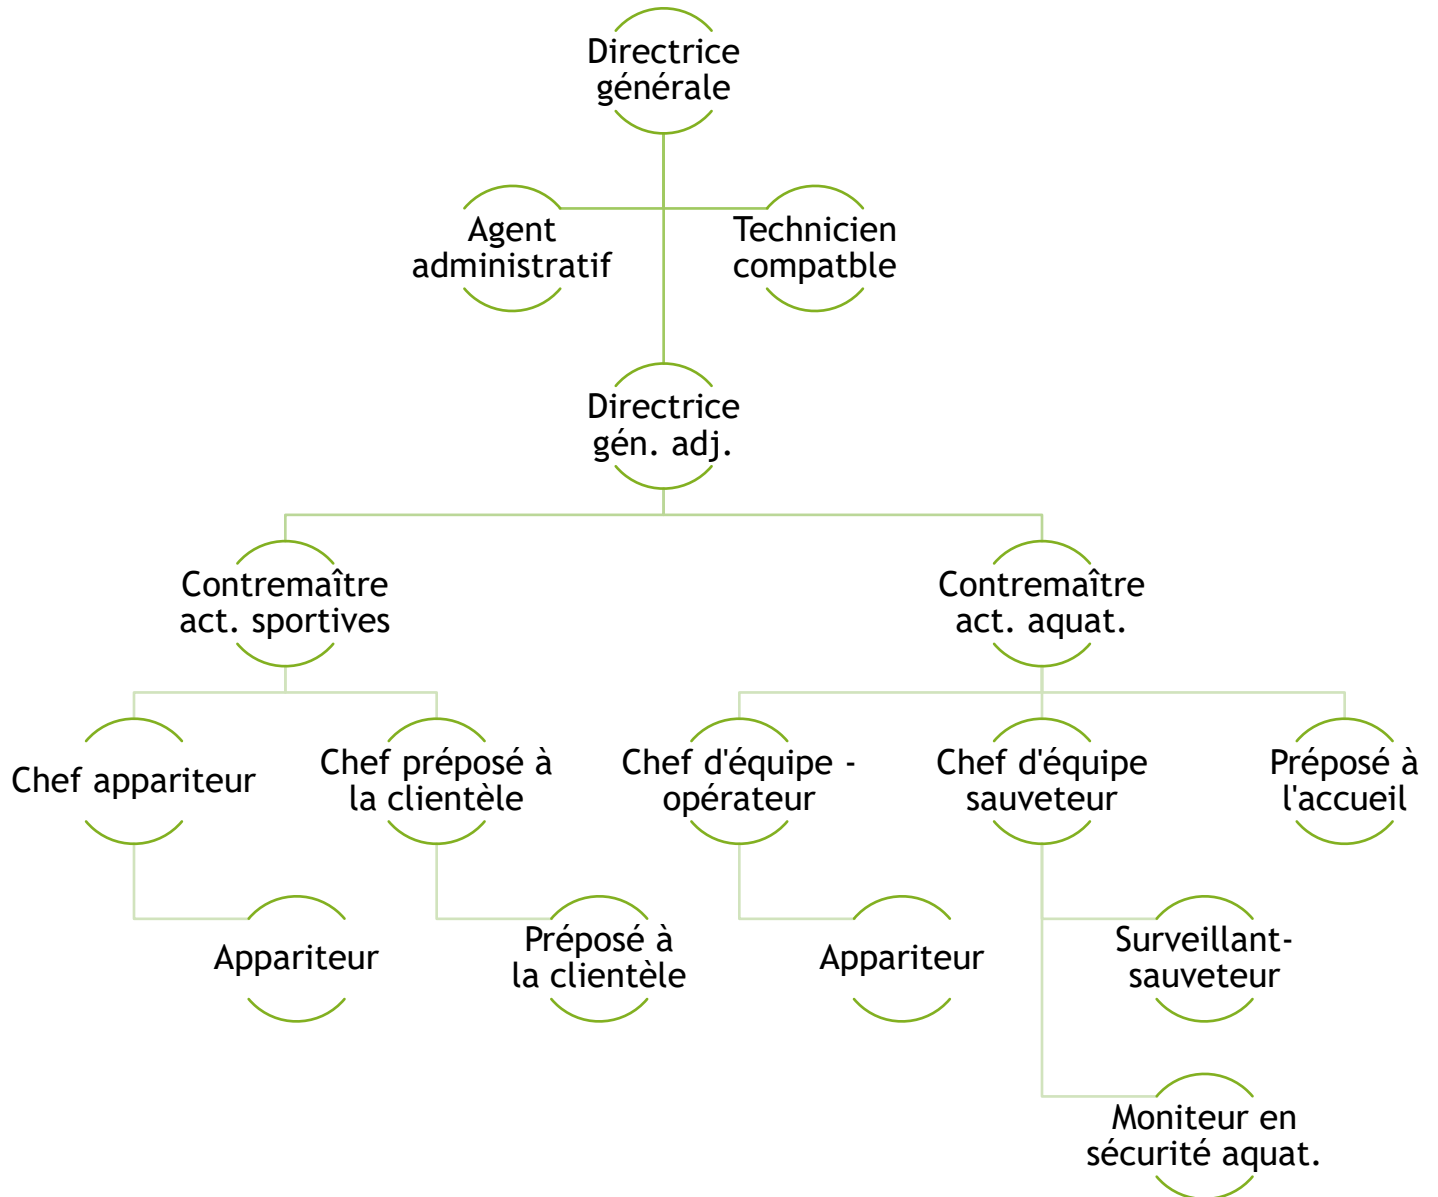 Directrice
générale
Agent
administratif
Technicien
compatble
Directrice
gén. adj.
Contremaître
act. sportives
Contremaître
act. aquat.
Chef appariteur
Chef préposé à
la clientèle
Chef d'équipe -
opérateur
Chef d'équipe
sauveteur
Préposé à
l'accueil
Appariteur
Préposé à
la clientèle
Appariteur
Surveillant-
sauveteur
Moniteur en
sécurité aquat.